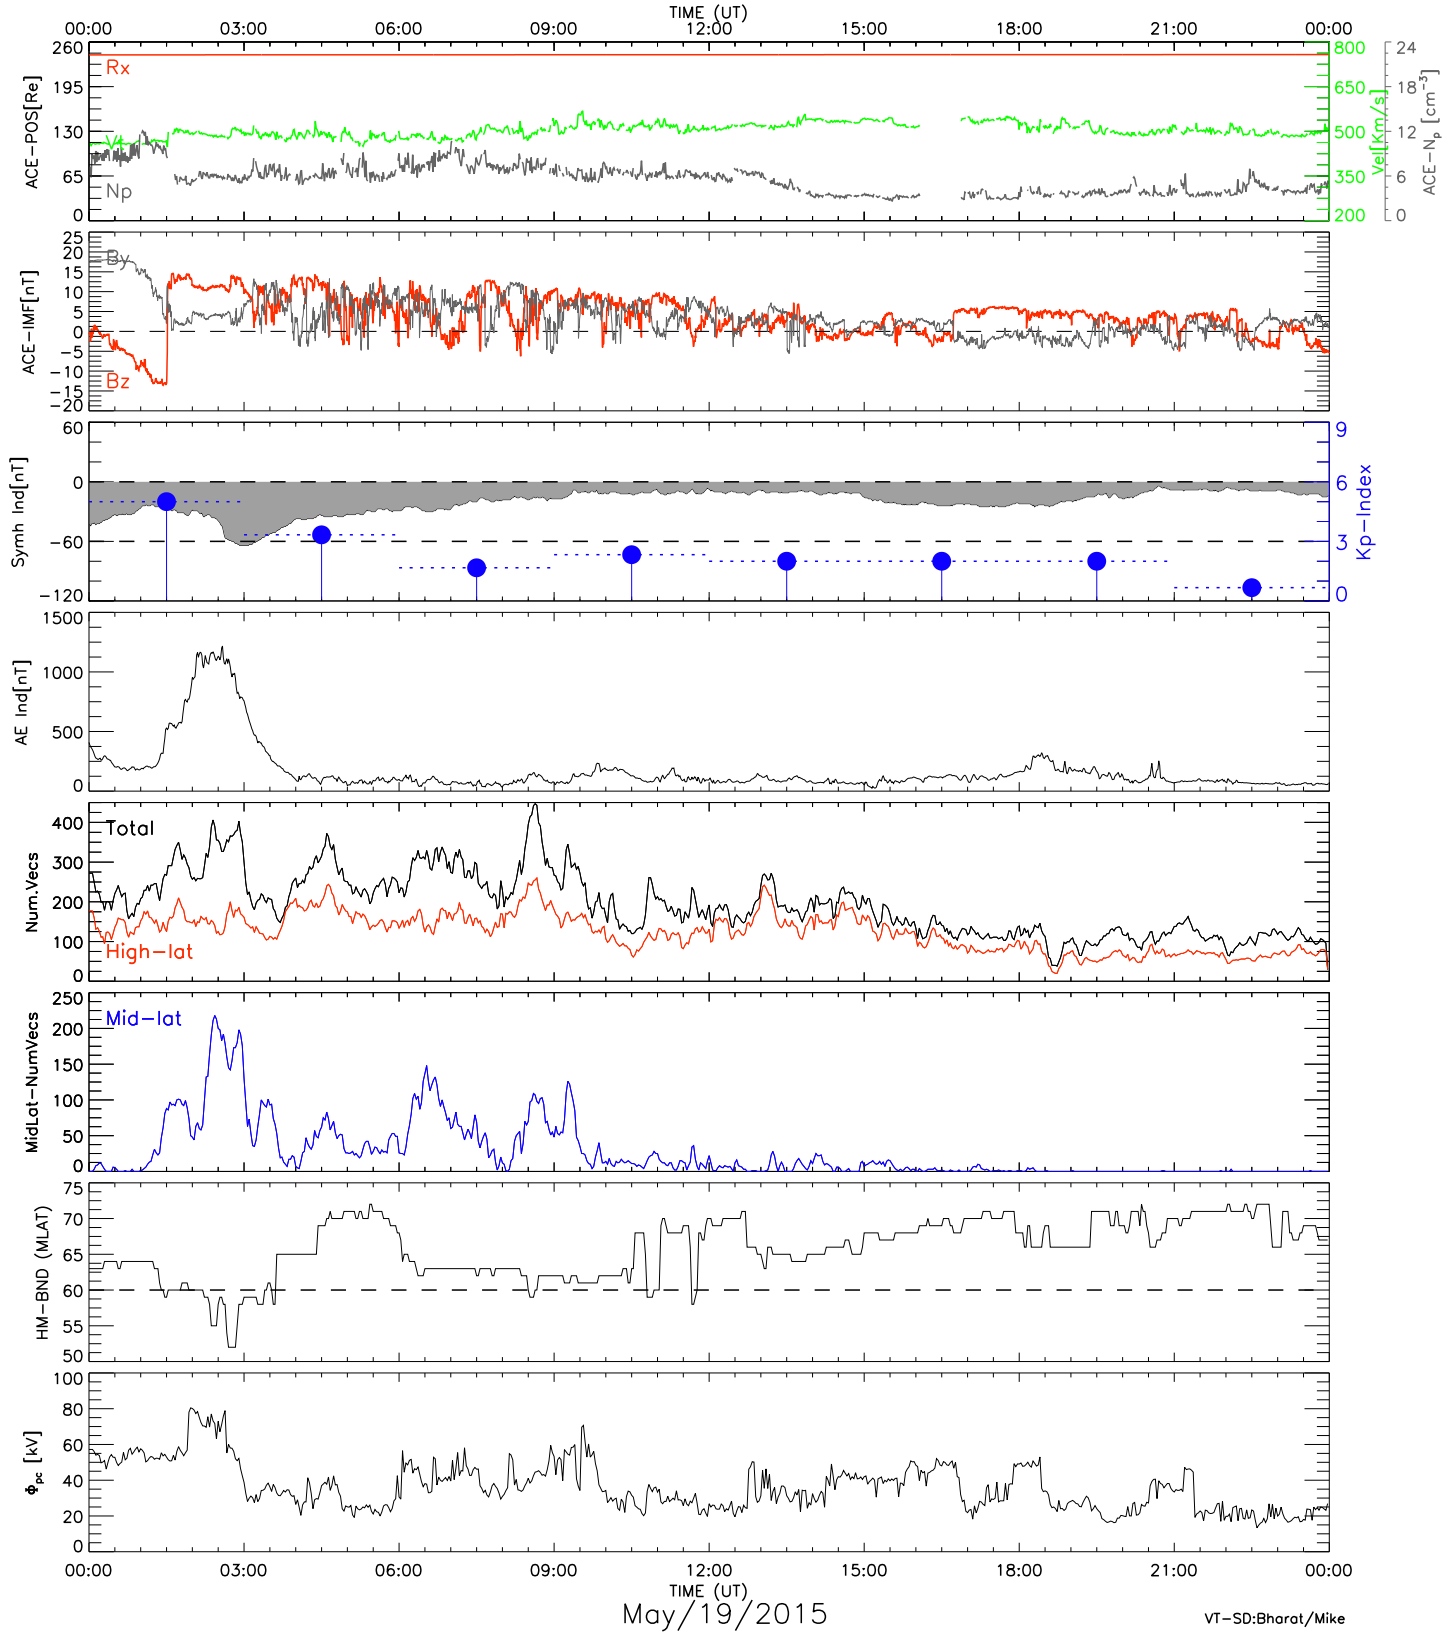 TIME (UT)
00:00 03:00 06:00 09:00 12:00 15:00 18:00 21:00 00:00
ACE-POS[Re]
260
195
130
65
0
Rx
Vt
Np
800
650
500
350
200
Vel[Km/s]
24
18
12
6
0
ACE-Np [cm-3]
ACE-IMF[nT]
25
20
15
10
5
0
-5
-10
-15
-20
By
Bz
Symh Ind[nT]
60
0
-60
-120
9
6
3
0
Kp-Index
AE Ind[nT]
1500
1000
500
0
Num.Vecs
400
300
200
100
0
Total
High-lat
MidLat-NumVecs
250
200
150
100
50
0
Mid-lat
HM-BND (MLAT)
75
70
65
60
55
50
Φpc [kV]
100
80
60
40
20
0
00:00 03:00 06:00 09:00 12:00 15:00 18:00 21:00 00:00
TIME (UT)
May/19/2015
VT-SD:Bharat/Mike